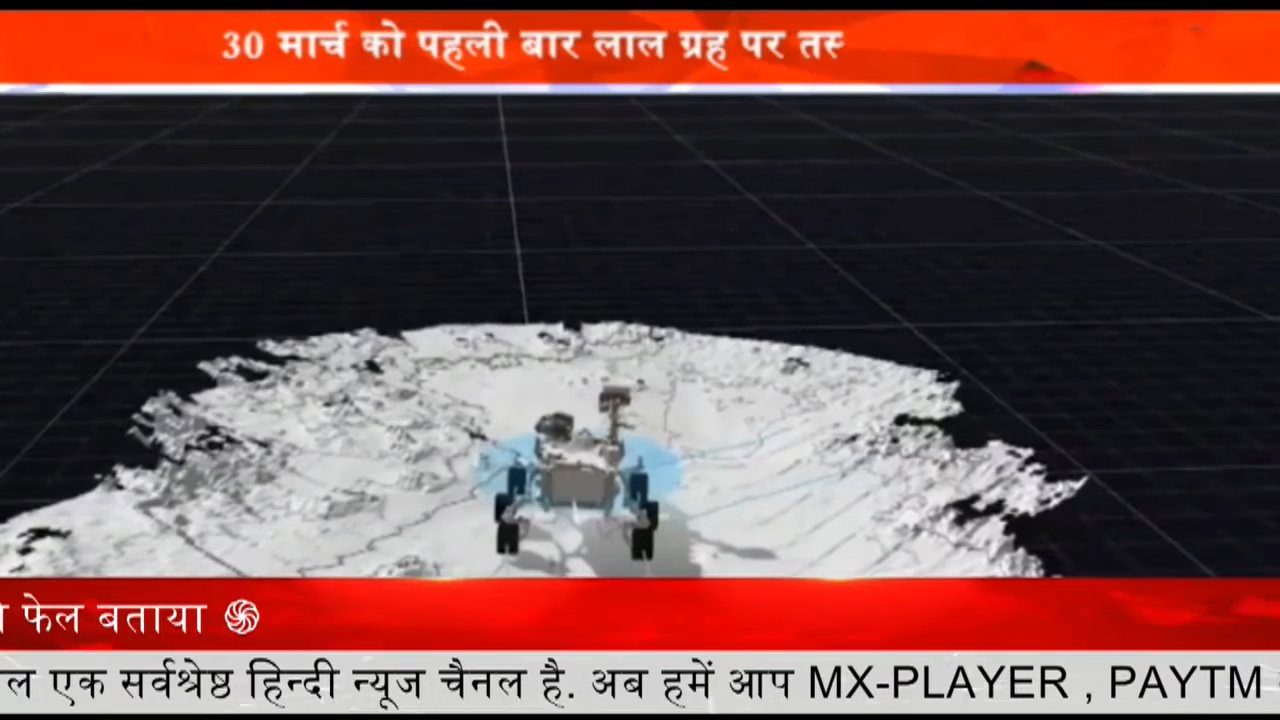 30 मार्च को पहली बार लाल ग्रह पर
फेल बताया
एक सर्वश्रेष्ठ हिन्दी न्यूज चैनल है. अब हमें आप MX-PLAYER , PAYTM